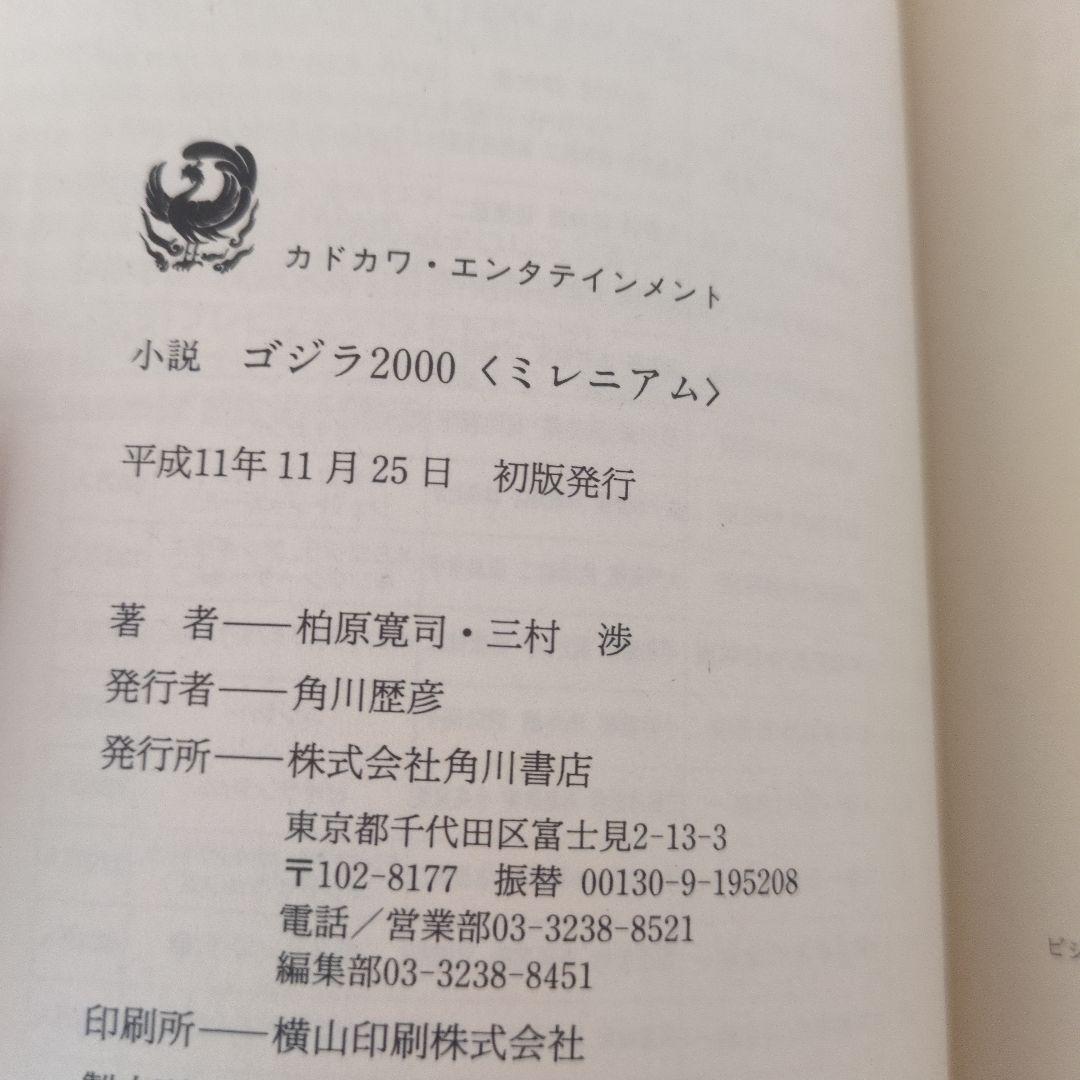 カドカワ・エンタテインメント
小説　ゴジラ2000〈ミレニアム〉
平成11年11月25日　初版発行
著　者――柏原寛司・三村　渉
発行者――角川歴彦
発行所――株式会社角川書店
東京都千代田区富士見2-13-3
〒102-8177　振替 00130-9-195208
電話／営業部03-3238-8521
編集部03-3238-8451
印刷所――横山印刷株式会社